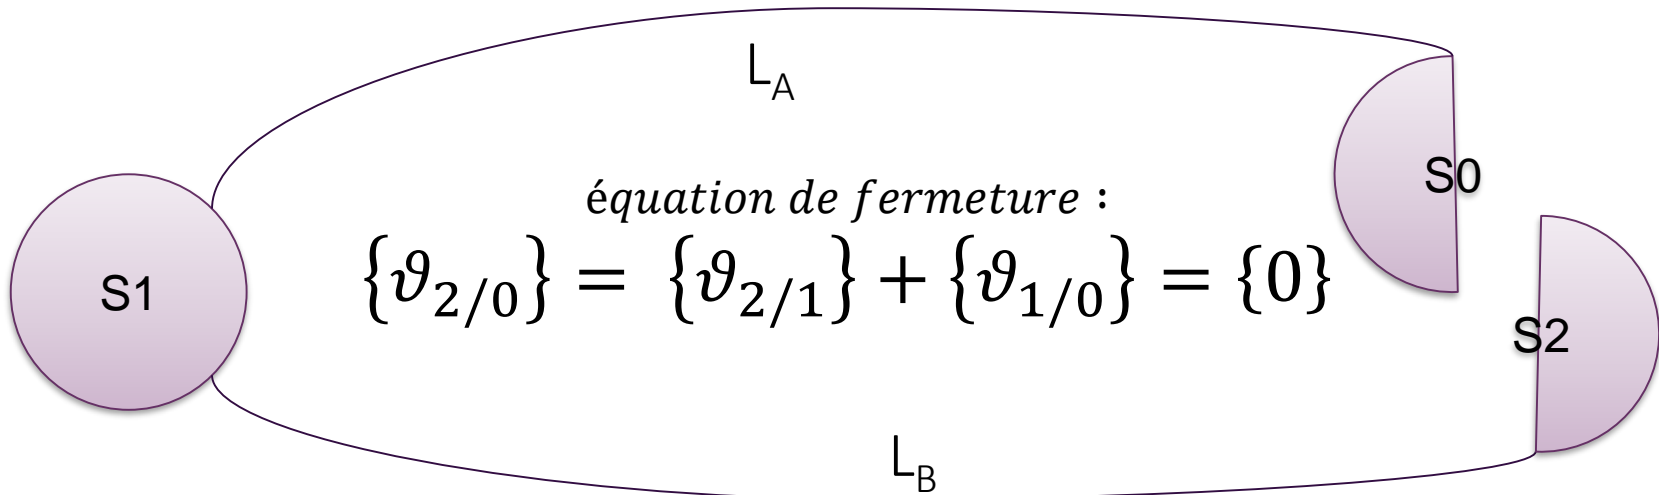 L_A
S0
équation de fermeture :
S1
{𝜗_{2/0}} = {𝜗_{2/1}} + {𝜗_{1/0}} = {0}
S2
L_B